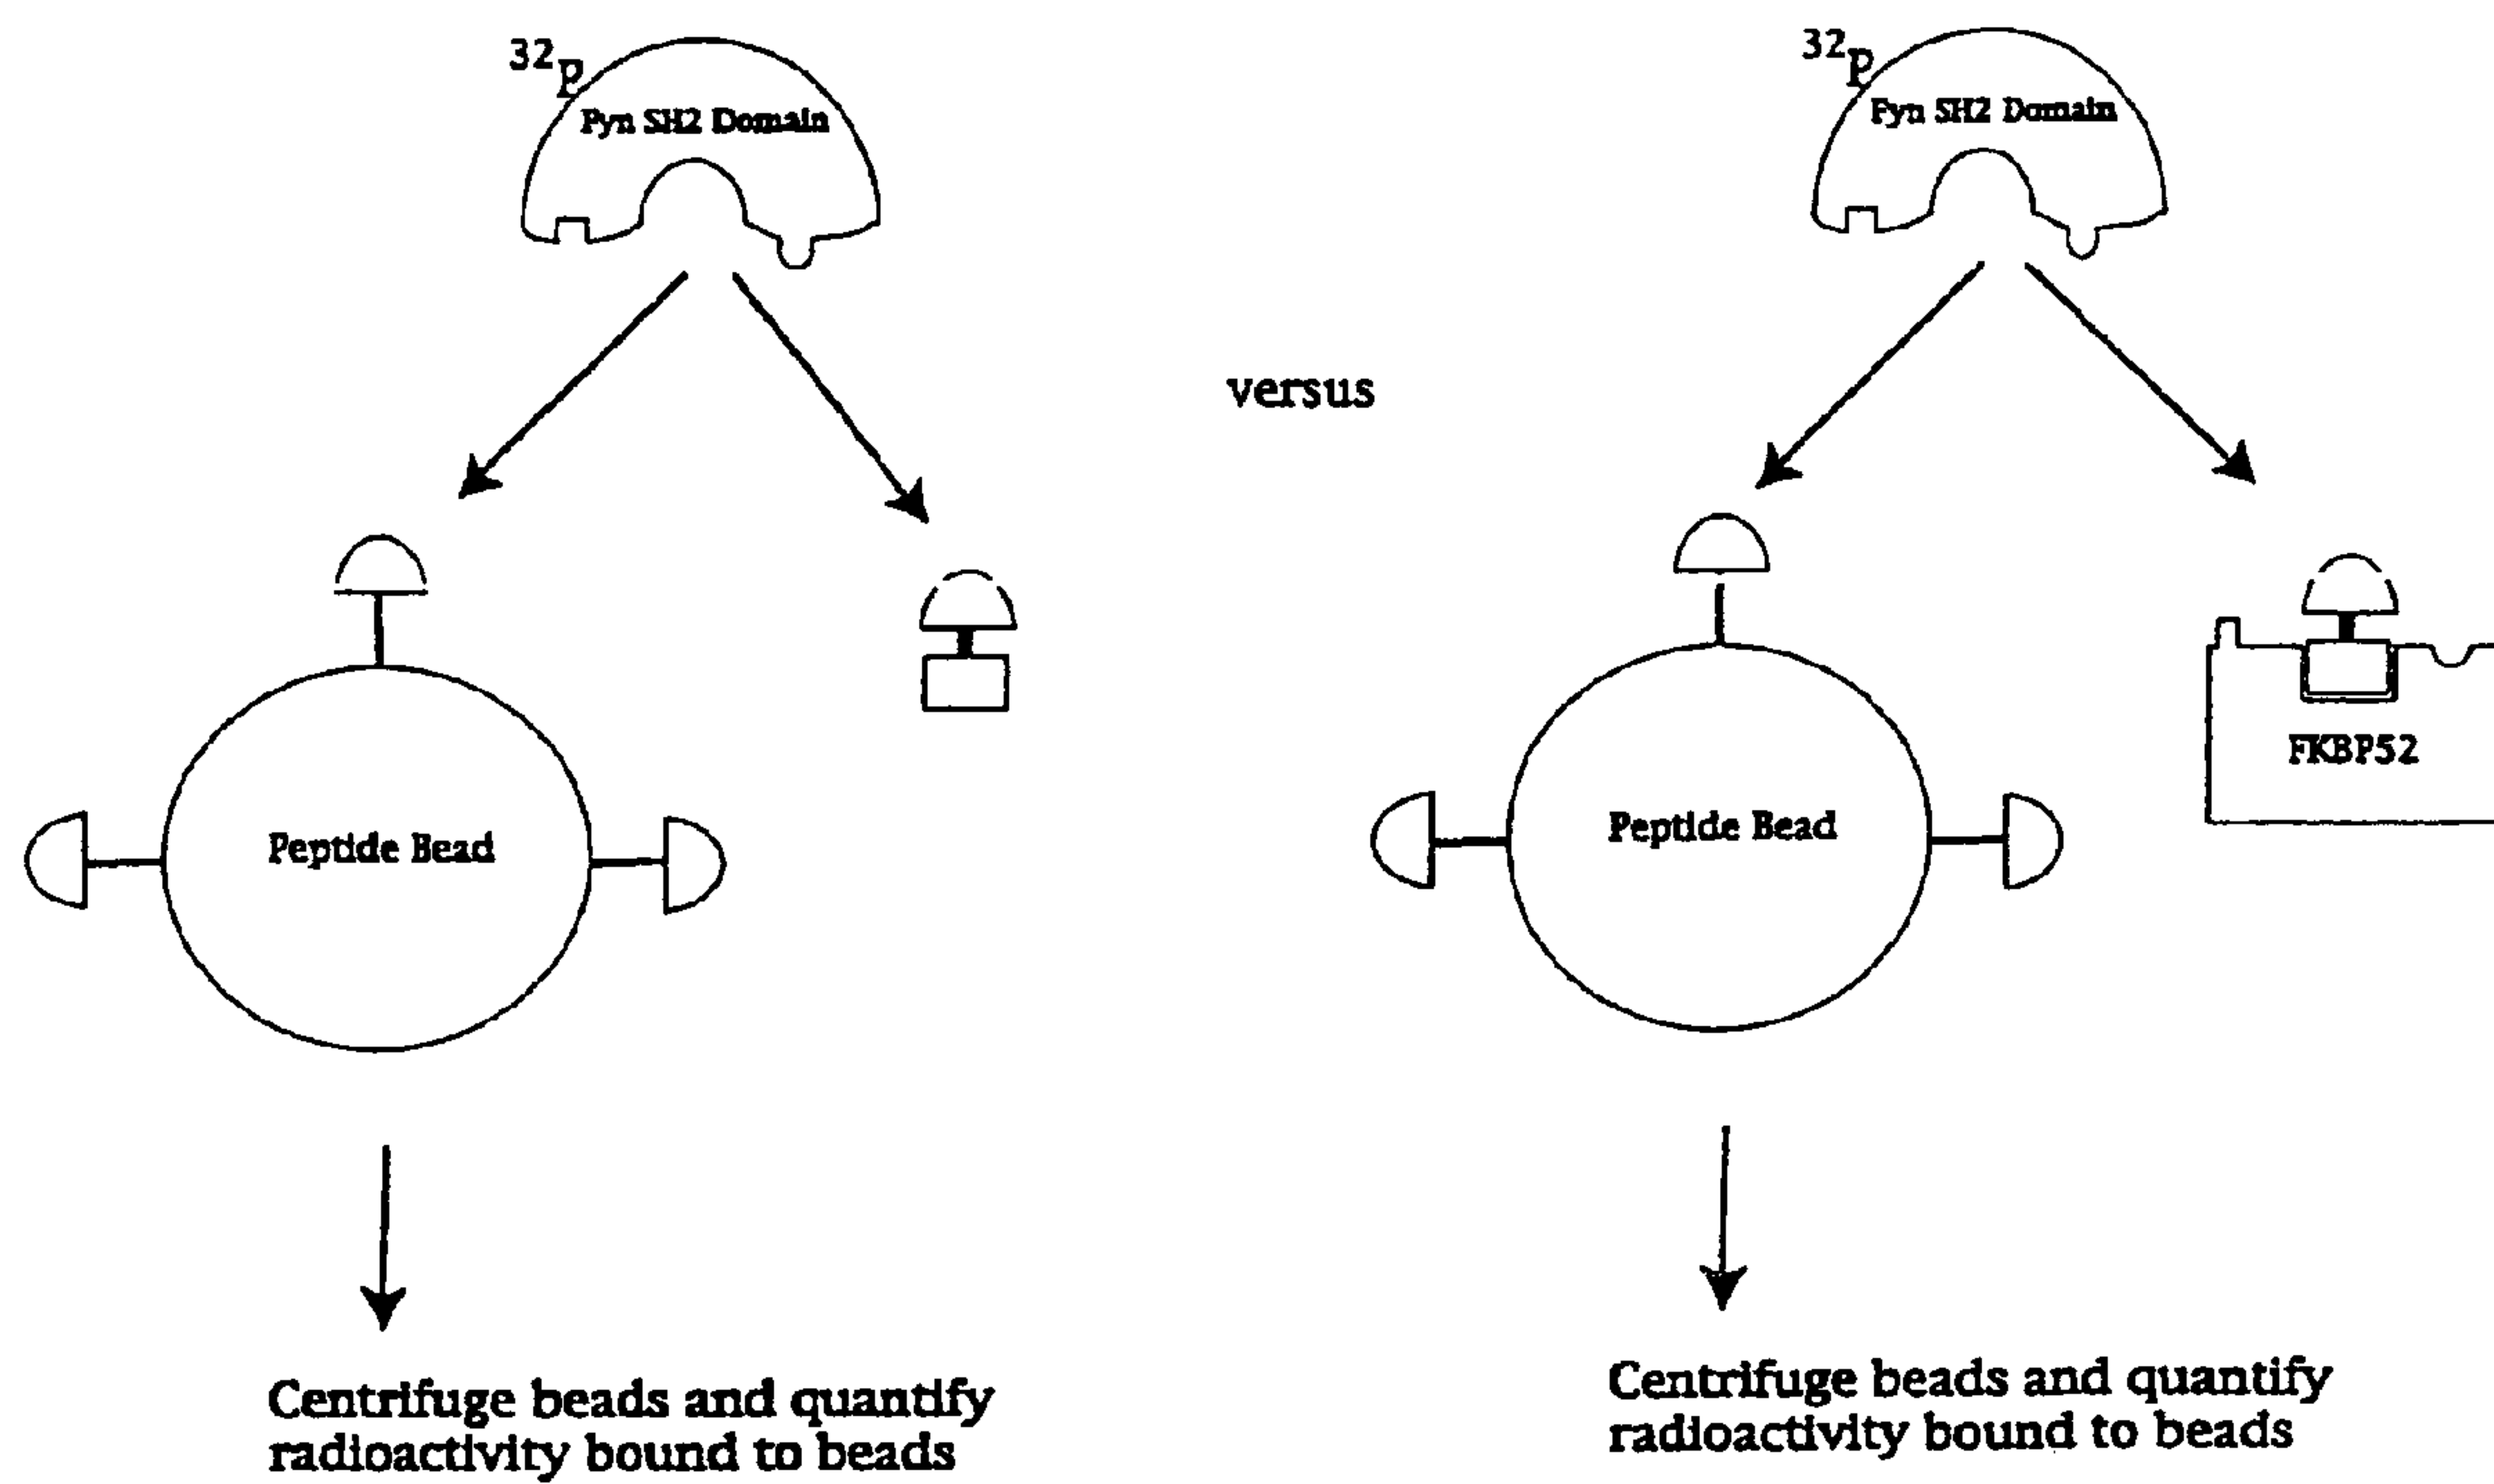 32P
Fyn SH2 Domain
32P
Fyn SH2 Domain
versus
Peptide Bead
Peptide Bead
FKBP52
Centrifuge beads and quantify
radioactivity bound to beads
Centrifuge beads and quantify
radioactivity bound to beads